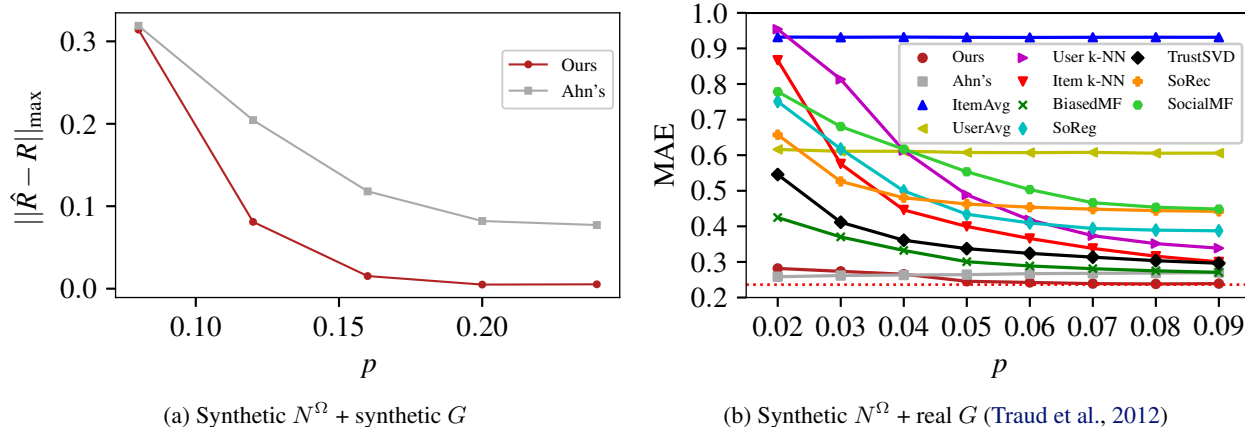 ||R̂ − R||max
0.3
0.2
0.1
0.0
Ours
Ahn's
0.10
0.15
0.20
p
(a) Synthetic N^Ω + synthetic G
MAE
1.0
0.9
0.8
0.7
0.6
0.5
0.4
0.3
0.2
Ours
Ahn's
ItemAvg
UserAvg
User k-NN
Item k-NN
BiasedMF
SoReg
TrustSVD
SoRec
SocialMF
0.02 0.03 0.04 0.05 0.06 0.07 0.08 0.09
p
(b) Synthetic N^Ω + real G (Traud et al., 2012)